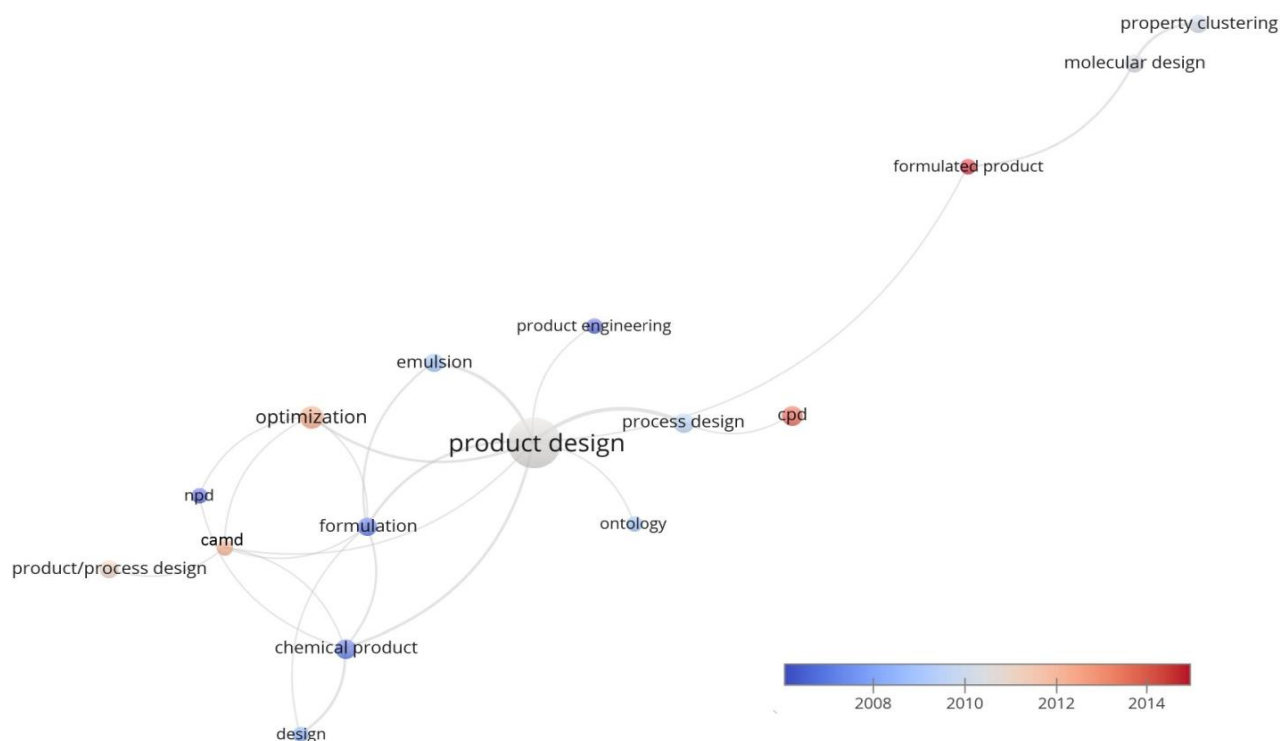 property clustering
molecular design
formulated product
product engineering
emulsion
optimization
process design
cpd
product design
npd
formulation
ontology
camd
product/process design
chemical product
design
2008 2010 2012 2014